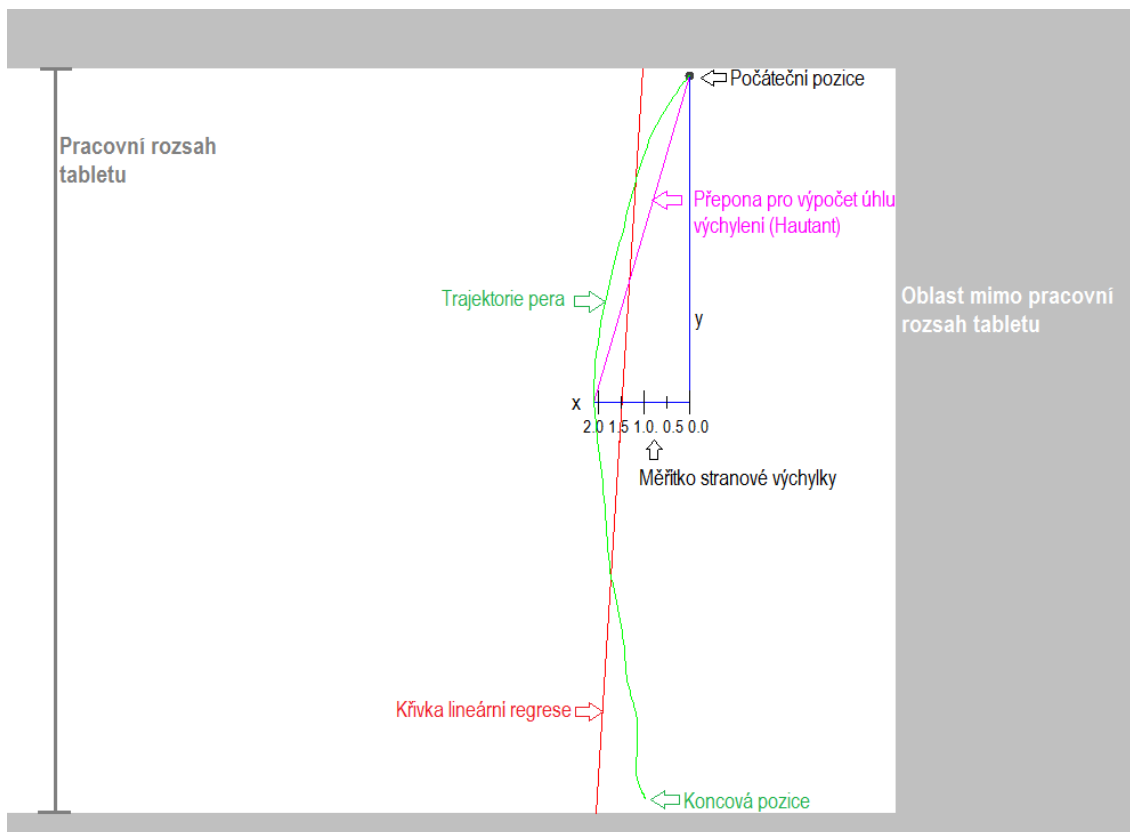 Počáteční pozice
Pracovní rozsah
tabletu
Přepona pro výpočet úhlu
výchylení (Hautant)
Trajektorie pera
Oblast mimo pracovní
rozsah tabletu
y
x
2.0 1.5 1.0. 0.5 0.0
Měřítko stranové výchylky
Křivka lineární regrese
Koncová pozice